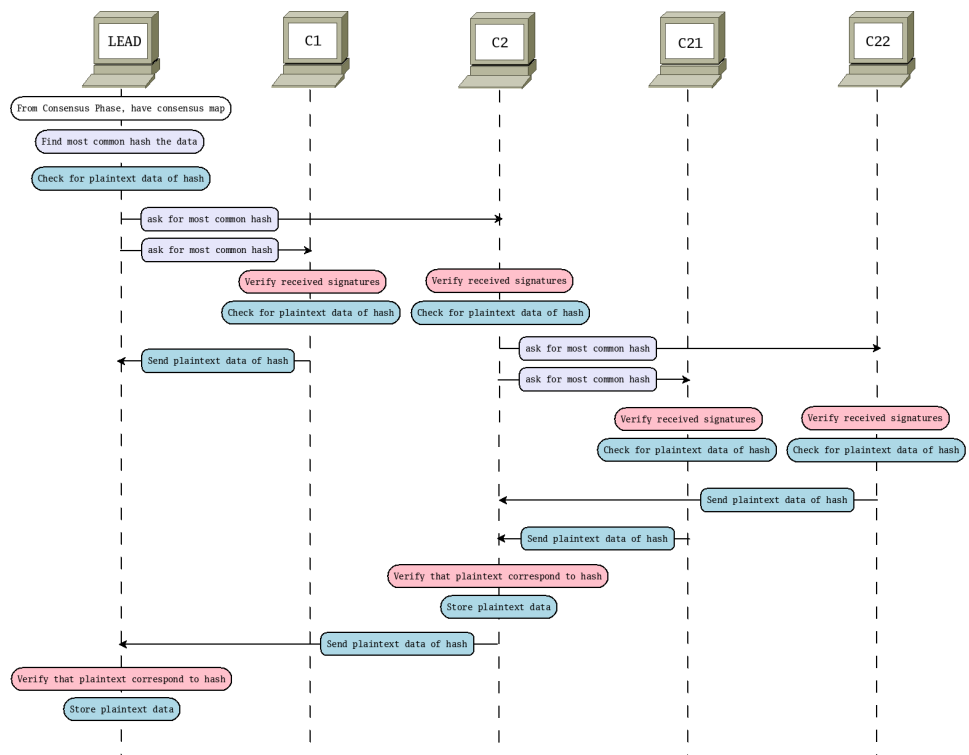 LEAD
C1
C2
C21
C22
From Consensus Phase, have consensus map
Find most common hash the data
Check for plaintext data of hash
ask for most common hash
ask for most common hash
Verify received signatures
Verify received signatures
Check for plaintext data of hash
Check for plaintext data of hash
ask for most common hash
Send plaintext data of hash
ask for most common hash
Verify received signatures
Verify received signatures
Check for plaintext data of hash
Check for plaintext data of hash
Send plaintext data of hash
Send plaintext data of hash
Verify that plaintext correspond to hash
Store plaintext data
Send plaintext data of hash
Verify that plaintext correspond to hash
Store plaintext data